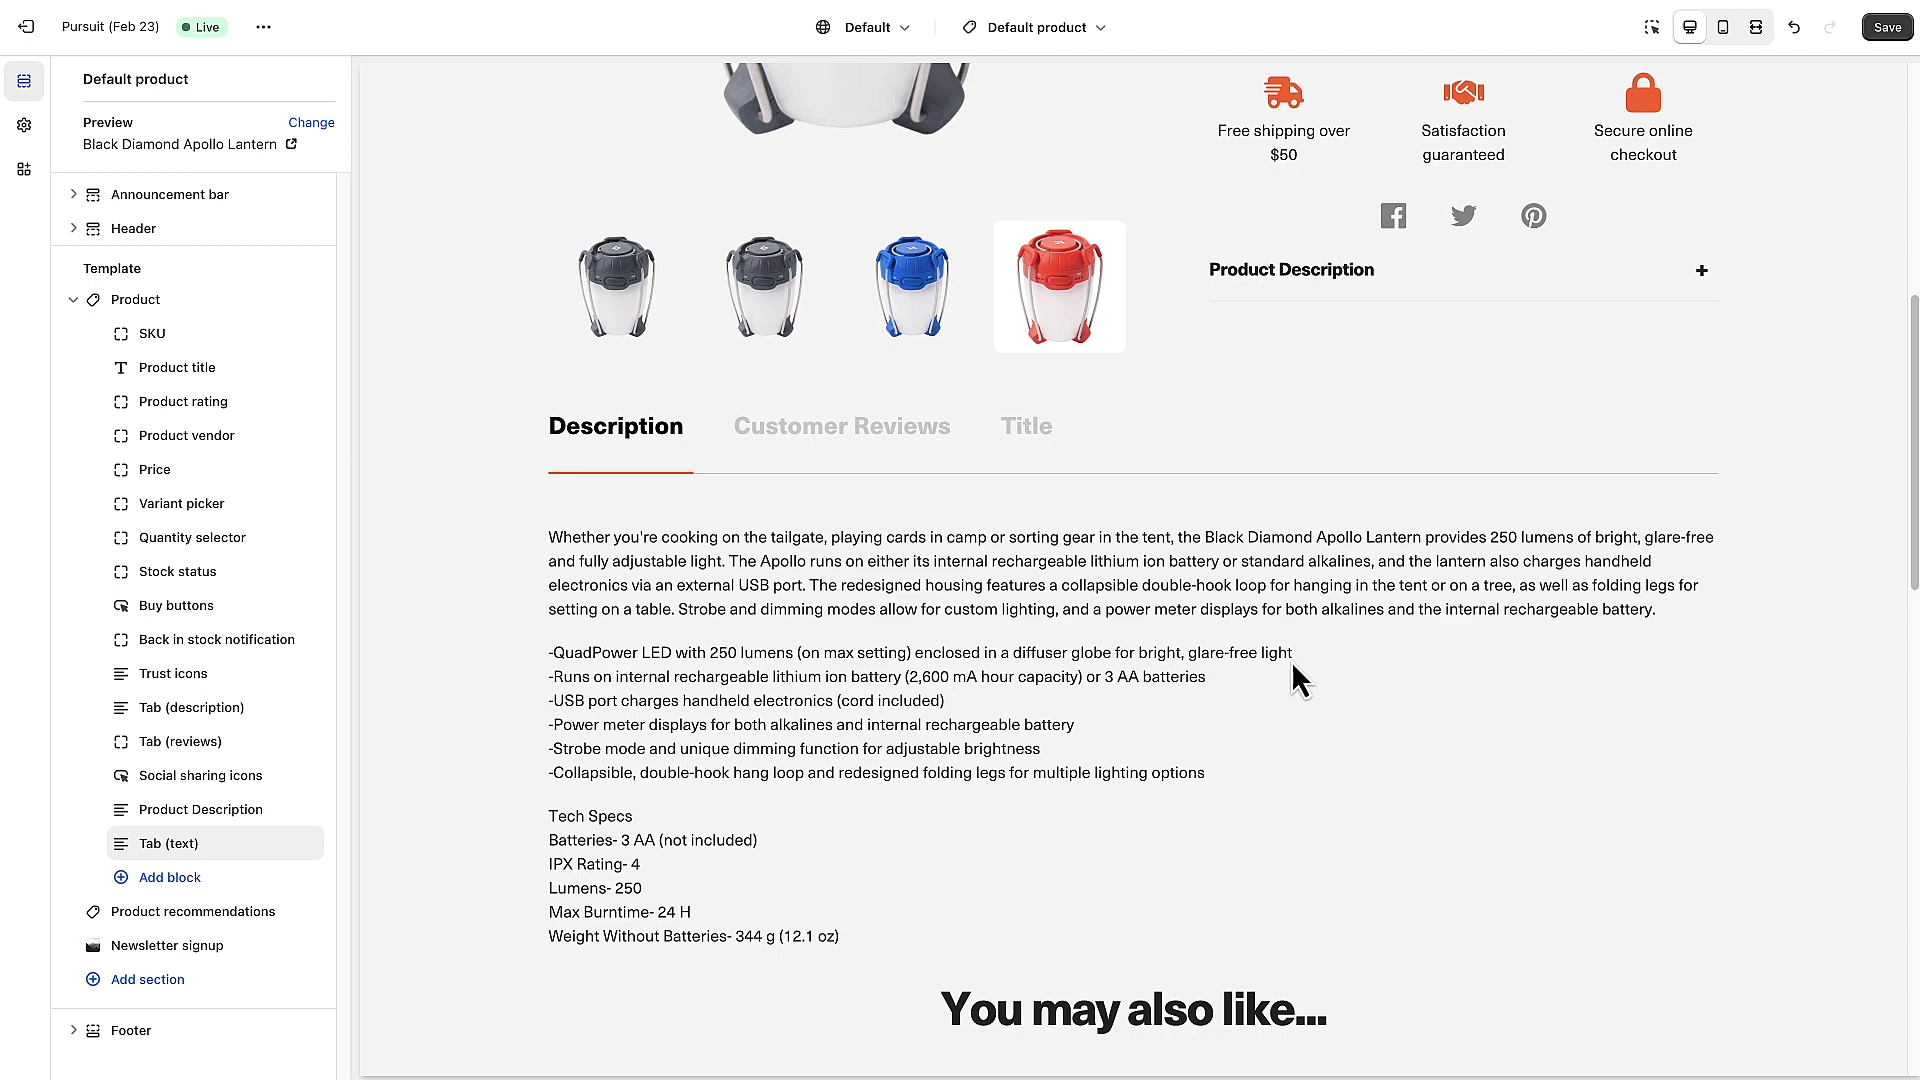 Pursuit (Feb 23)
Live
Default
Default product
Save
Default product
Preview
Change
Black Diamond Apollo Lantern
Announcement bar
Header
Template
Product
SKU
Product title
Product rating
Product vendor
Price
Variant picker
Quantity selector
Stock status
Buy buttons
Back in stock notification
Trust icons
Tab (description)
Tab (reviews)
Social sharing icons
Product Description
Tab (text)
Add block
Product recommendations
Newsletter signup
Add section
Footer
Free shipping over
$50
Satisfaction
guaranteed
Secure online
checkout
Product Description
+
Description
Customer Reviews
Title
Whether you're cooking on the tailgate, playing cards in camp or sorting gear in the tent, the Black Diamond Apollo Lantern provides 250 lumens of bright, glare-free
and fully adjustable light. The Apollo runs on either its internal rechargeable lithium ion battery or standard alkalines, and the lantern also charges handheld
electronics via an external USB port. The redesigned housing features a collapsible double-hook loop for hanging in the tent or on a tree, as well as folding legs for
setting on a table. Strobe and dimming modes allow for custom lighting, and a power meter displays for both alkalines and the internal rechargeable battery.
-QuadPower LED with 250 lumens (on max setting) enclosed in a diffuser globe for bright, glare-free light
-Runs on internal rechargeable lithium ion battery (2,600 mA hour capacity) or 3 AA batteries
-USB port charges handheld electronics (cord included)
-Power meter displays for both alkalines and internal rechargeable battery
-Strobe mode and unique dimming function for adjustable brightness
-Collapsible, double-hook hang loop and redesigned folding legs for multiple lighting options
Tech Specs
Batteries- 3 AA (not included)
IPX Rating- 4
Lumens- 250
Max Burntime- 24 H
Weight Without Batteries- 344 g (12.1 oz)
You may also like...